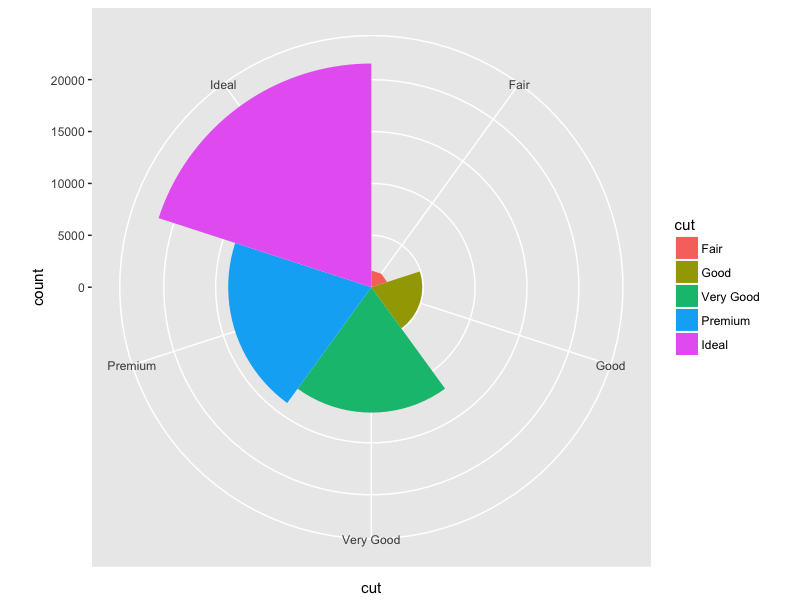 Ideal
Fair
20000
15000
10000
5000
0
count
Premium
Good
Very Good
cut
cut
Fair
Good
Very Good
Premium
Ideal